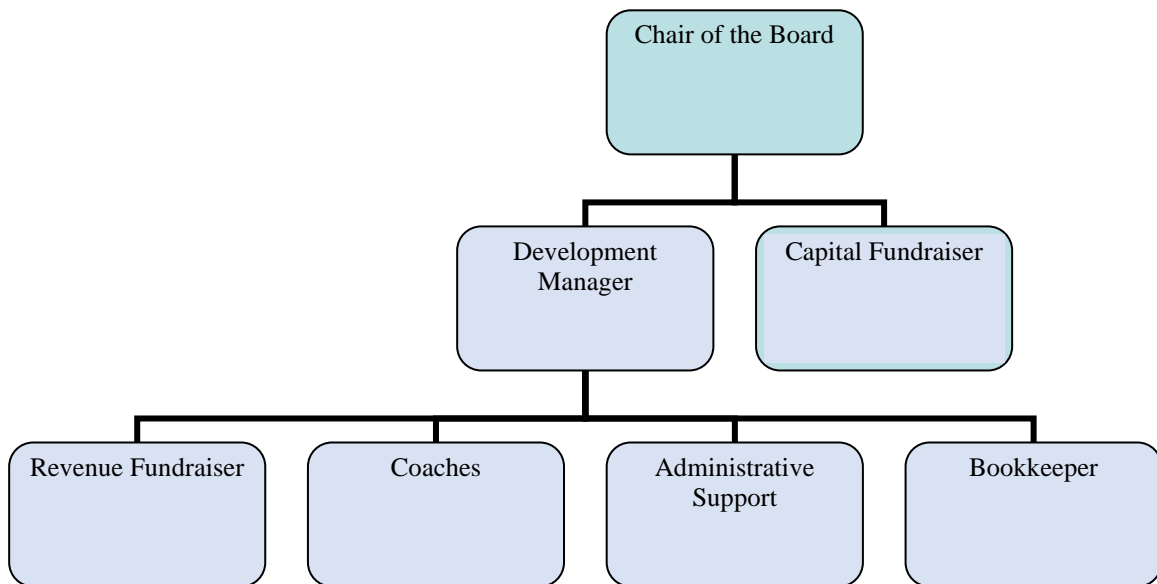 Chair of the Board
Development
Manager
Capital Fundraiser
Revenue Fundraiser
Coaches
Administrative
Support
Bookkeeper